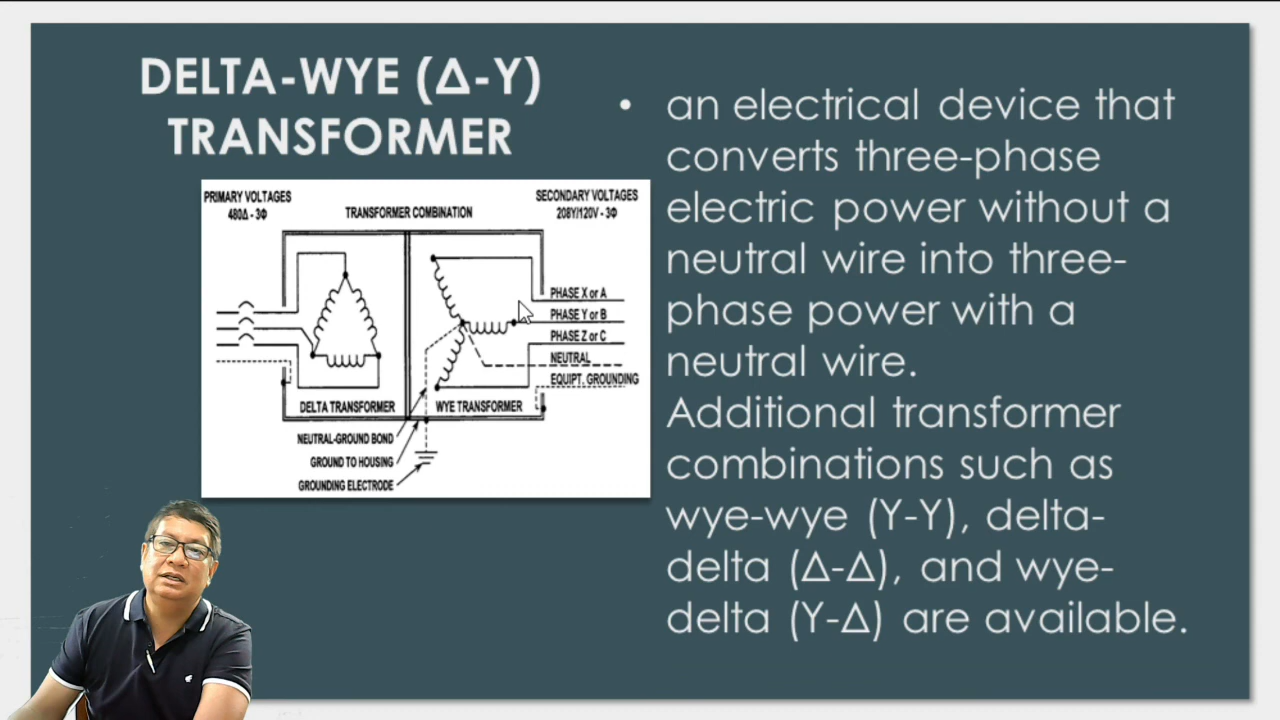 DELTA-WYE (Δ-Y)
TRANSFORMER
PRIMARY VOLTAGES
480Δ - 3Φ
TRANSFORMER COMBINATION
SECONDARY VOLTAGES
208Y/120V - 3Φ
PHASE X or A
PHASE Y or B
PHASE Z or C
NEUTRAL
EQUIPT. GROUNDING
DELTA TRANSFORMER
WYE TRANSFORMER
NEUTRAL-GROUND BOND
GROUND TO HOUSING
GROUNDING ELECTRODE
• an electrical device that
converts three-phase
electric power without a
neutral wire into three-
phase power with a
neutral wire.
Additional transformer
combinations such as
wye-wye (Y-Y), delta-
delta (Δ-Δ), and wye-
delta (Y-Δ) are available.